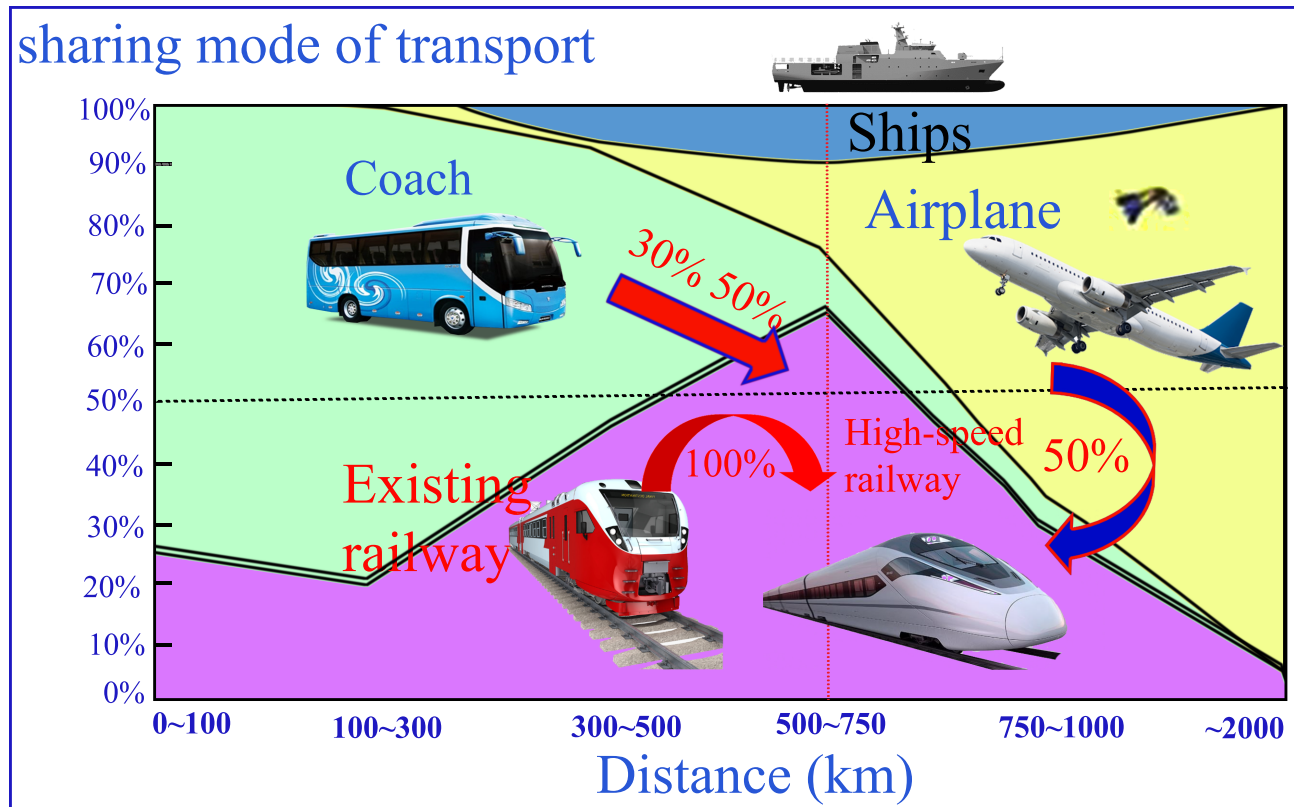 sharing mode of transport
100%
90%
80%
70%
60%
50%
40%
30%
20%
10%
0%
Ships
Coach
Airplane
30% 50%
High-speed
railway
100%
50%
Existing
railway
0~100
100~300
300~500
500~750
750~1000
~2000
Distance (km)